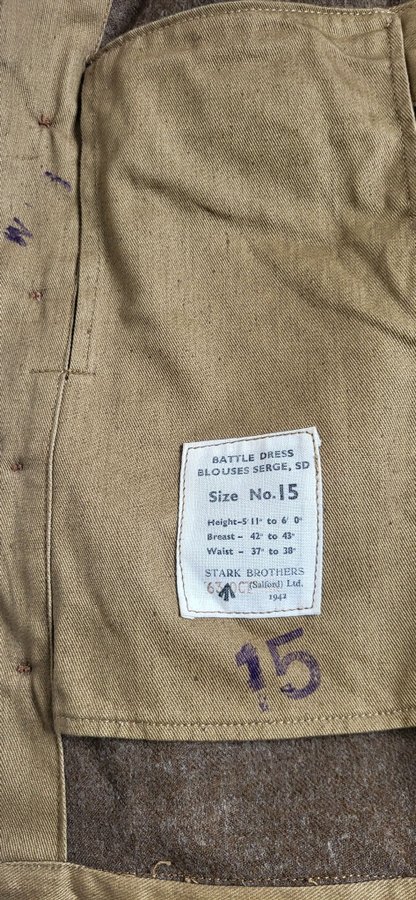 BATTLE DRESS
BLOUSES SERGE, SD
Size No. 15
Height-5' 11" to 6' 0"
Breast - 42" to 43"
Waist - 37" to 38"
STARK BROTHERS
(Salford) Ltd.
1942
15